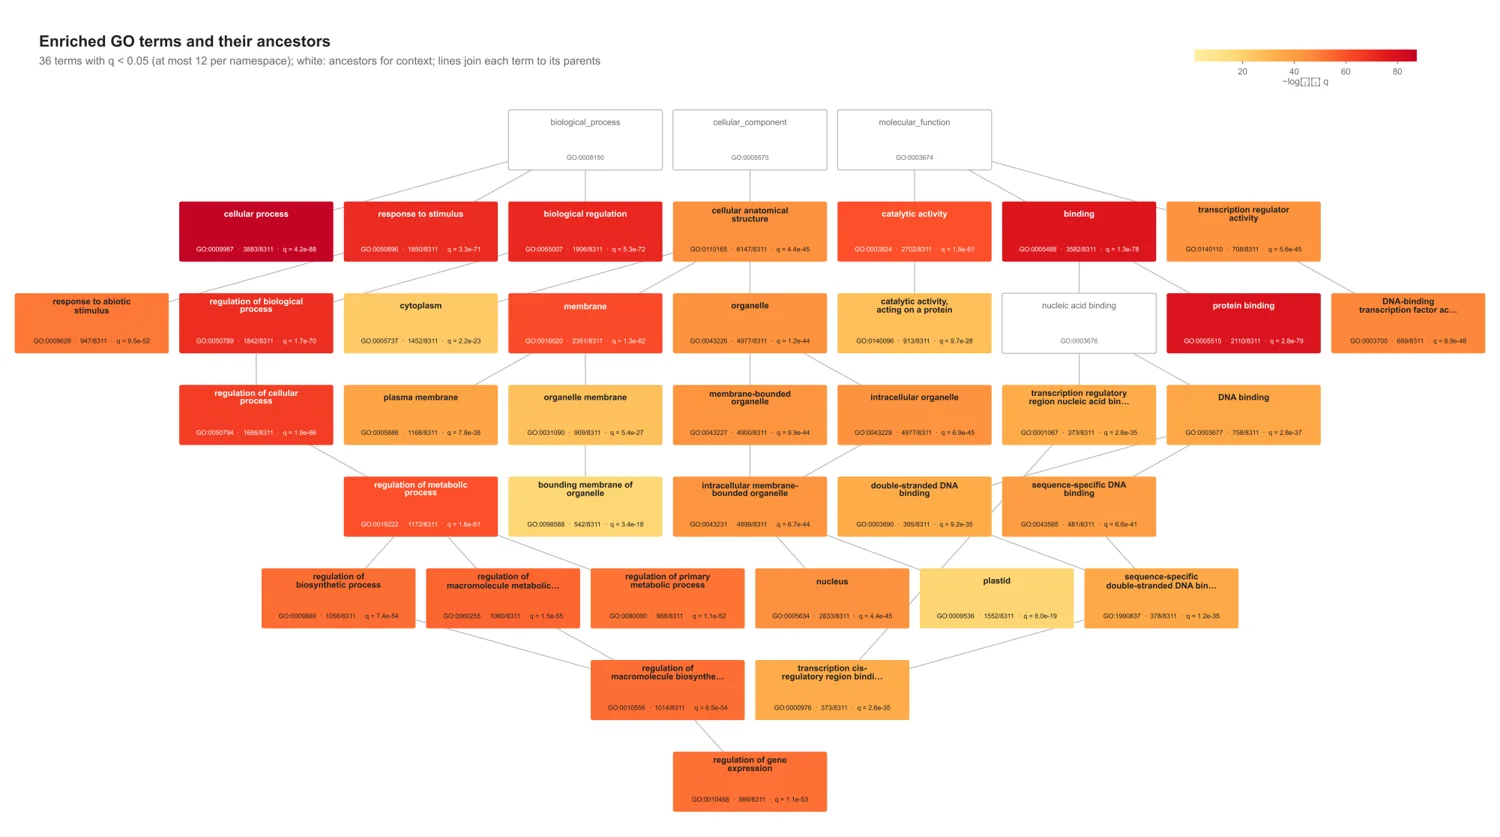 Enriched GO terms and their ancestors
36 terms with q < 0.05 (at most 12 per namespace); white: ancestors for context; lines join each term to its parents
20 40 60 80
−log q
biological_process
GO:0008150
cellular_component
GO:0005575
molecular_function
GO:0003674
cellular process
GO:0009987 · 3883/8311 · q = 4.2e-88
response to stimulus
GO:0050896 · 1850/8311 · q = 3.3e-71
biological regulation
GO:0065007 · 1906/8311 · q = 5.3e-72
cellular anatomical
structure
GO:0110165 · 6147/8311 · q = 4.4e-45
catalytic activity
GO:0003824 · 2702/8311 · q = 1.8e-61
binding
GO:0005488 · 3582/8311 · q = 1.3e-78
transcription regulator
activity
GO:0140110 · 708/8311 · q = 5.6e-45
response to abiotic
stimulus
GO:0009628 · 947/8311 · q = 9.5e-52
regulation of biological
process
GO:0050789 · 1842/8311 · q = 1.7e-70
cytoplasm
GO:0005737 · 1452/8311 · q = 2.2e-23
membrane
GO:0016020 · 2351/8311 · q = 1.3e-62
organelle
GO:0043226 · 4977/8311 · q = 1.2e-44
catalytic activity,
acting on a protein
GO:0140096 · 913/8311 · q = 9.7e-28
nucleic acid binding
GO:0003676
protein binding
GO:0005515 · 2110/8311 · q = 2.8e-79
DNA-binding
transcription factor ac…
GO:0003700 · 689/8311 · q = 8.9e-48
regulation of cellular
process
GO:0050794 · 1686/8311 · q = 1.9e-66
plasma membrane
GO:0005886 · 1168/8311 · q = 7.8e-38
organelle membrane
GO:0031090 · 909/8311 · q = 5.4e-27
membrane-bounded
organelle
GO:0043227 · 4900/8311 · q = 9.9e-44
intracellular organelle
GO:0043229 · 4977/8311 · q = 6.9e-45
transcription regulatory
region nucleic acid bin…
GO:0001067 · 373/8311 · q = 2.6e-35
DNA binding
GO:0003677 · 758/8311 · q = 2.8e-37
regulation of metabolic
process
GO:0019222 · 1172/8311 · q = 1.6e-61
bounding membrane of
organelle
GO:0098588 · 542/8311 · q = 3.4e-18
intracellular membrane-
bounded organelle
GO:0043231 · 4899/8311 · q = 6.7e-44
double-stranded DNA
binding
GO:0003690 · 395/8311 · q = 9.2e-35
sequence-specific DNA
binding
GO:0043565 · 481/8311 · q = 6.6e-41
regulation of
biosynthetic process
GO:0009889 · 1056/8311 · q = 7.4e-54
regulation of
macromolecule metabolic…
GO:0060255 · 1060/8311 · q = 1.5e-55
regulation of primary
metabolic process
GO:0080090 · 988/8311 · q = 1.1e-52
nucleus
GO:0005634 · 2833/8311 · q = 4.4e-45
plastid
GO:0009536 · 1552/8311 · q = 8.0e-19
sequence-specific
double-stranded DNA bin…
GO:1990837 · 378/8311 · q = 1.2e-35
regulation of
macromolecule biosynthe…
GO:0010556 · 1014/8311 · q = 6.5e-54
transcription cis-
regulatory region bindi…
GO:0000976 · 373/8311 · q = 2.6e-35
regulation of gene
expression
GO:0010468 · 999/8311 · q = 1.1e-53